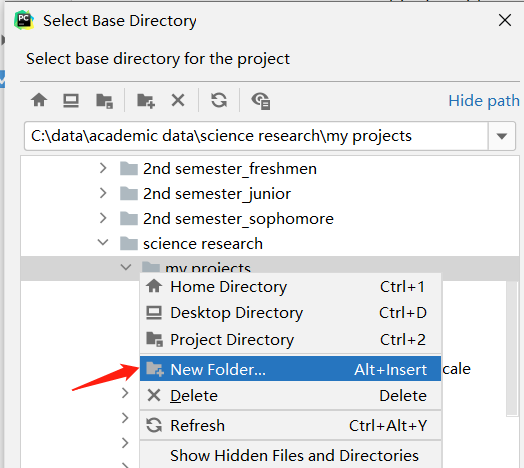 PC
Select Base Directory
Select base directory for the project
Hide path
C:\data\academic data\science research\my projects
2nd semester_freshmen
2nd semester_junior
2nd semester_sophomore
science research
my projects
Home Directory Ctrl+1
Desktop Directory Ctrl+D
Project Directory Ctrl+2
New Folder... Alt+Insert
cale
Delete Delete
Refresh Ctrl+Alt+Y
Show Hidden Files and Directories